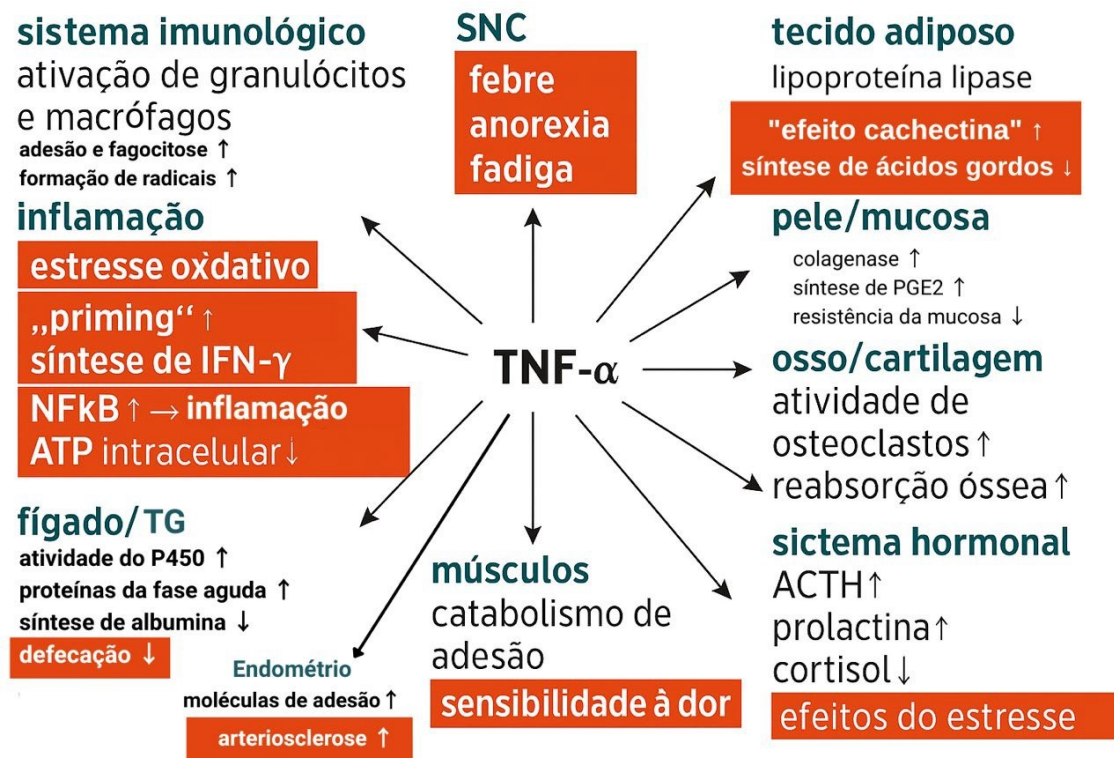 sistema imunológico
ativação de granulócitos
e macrófagos
adesão e fagocitose ↑
formação de radicais ↑
inflamação
estresse oẋdativo
„priming“ ↑
síntese de IFN-γ
NFkB ↑ → inflamação
ATP intracelular ↓
fígado/ TG
atividade do P450 ↑
proteínas da fase aguda ↑
síntese de albumina ↓
defecação ↓
Endométrio
moléculas de adesão ↑
arteriosclerose ↑
SNC
febre
anorexia
fadiga
TNF-α
músculos
catabolismo de
adesão
sensibilidade à dor
tecido adiposo
lipoproteína lipase
"efeito cachectina" ↑
síntese de ácidos gordos ↓
pele/mucosa
colagenase ↑
síntese de PGE2 ↑
resistência da mucosa ↓
osso/cartilagem
atividade de
osteoclastos ↑
reabsorção óssea ↑
sictema hormonal
ACTH ↑
prolactina ↑
cortisol ↓
efeitos do estresse